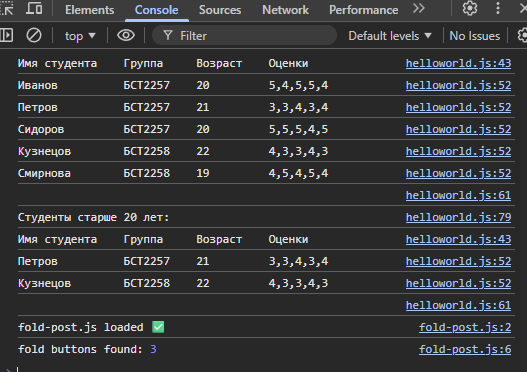 Elements Console Sources Network Performance
top Filter Default levels No Issues
Имя студента Группа Возраст Оценки helloworld.js:43
Иванов БСТ2257 20 5,4,5,5,4 helloworld.js:52
Петров БСТ2257 21 3,3,4,3,4 helloworld.js:52
Сидоров БСТ2257 20 5,5,5,4,5 helloworld.js:52
Кузнецов БСТ2258 22 4,3,3,4,3 helloworld.js:52
Смирнова БСТ2258 19 4,5,4,5,4 helloworld.js:52
helloworld.js:61
Студенты старше 20 лет: helloworld.js:79
Имя студента Группа Возраст Оценки helloworld.js:43
Петров БСТ2257 21 3,3,4,3,4 helloworld.js:52
Кузнецов БСТ2258 22 4,3,3,4,3 helloworld.js:52
helloworld.js:61
fold-post.js loaded ✅ fold-post.js:2
fold buttons found: 3 fold-post.js:6